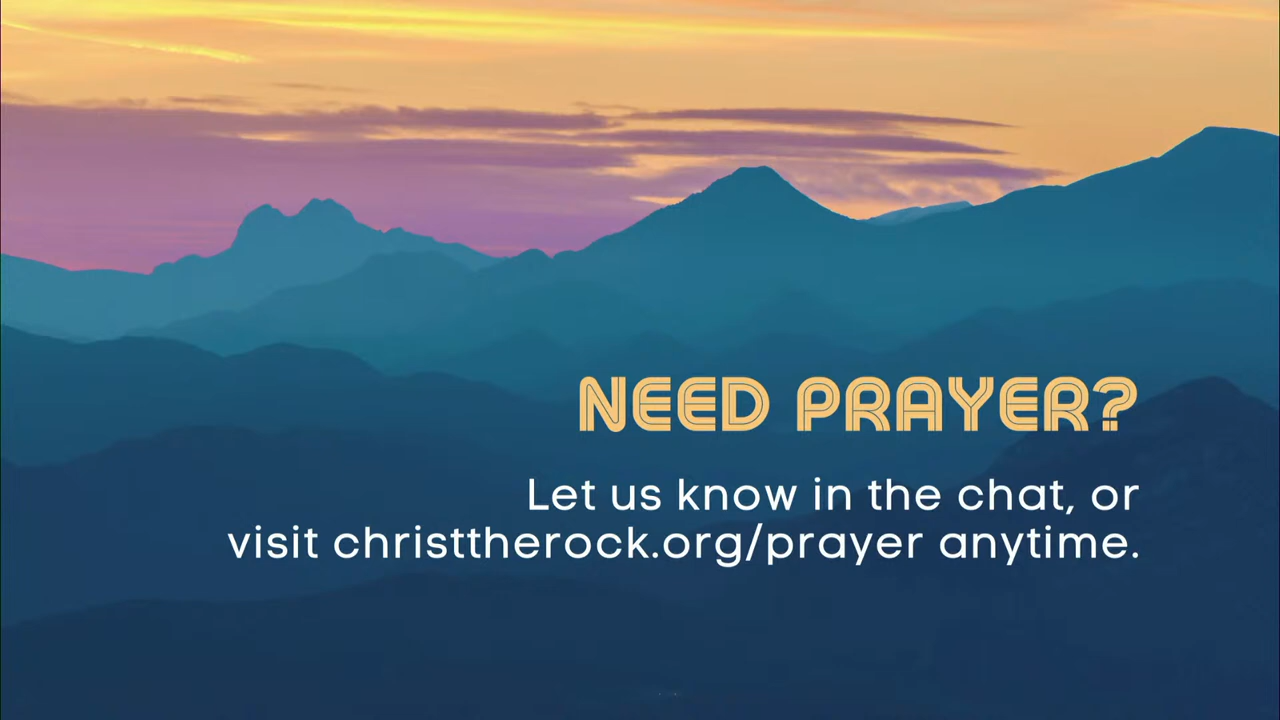 NEED PRAYER?
Let us know in the chat, or
visit christtherock.org/prayer anytime.